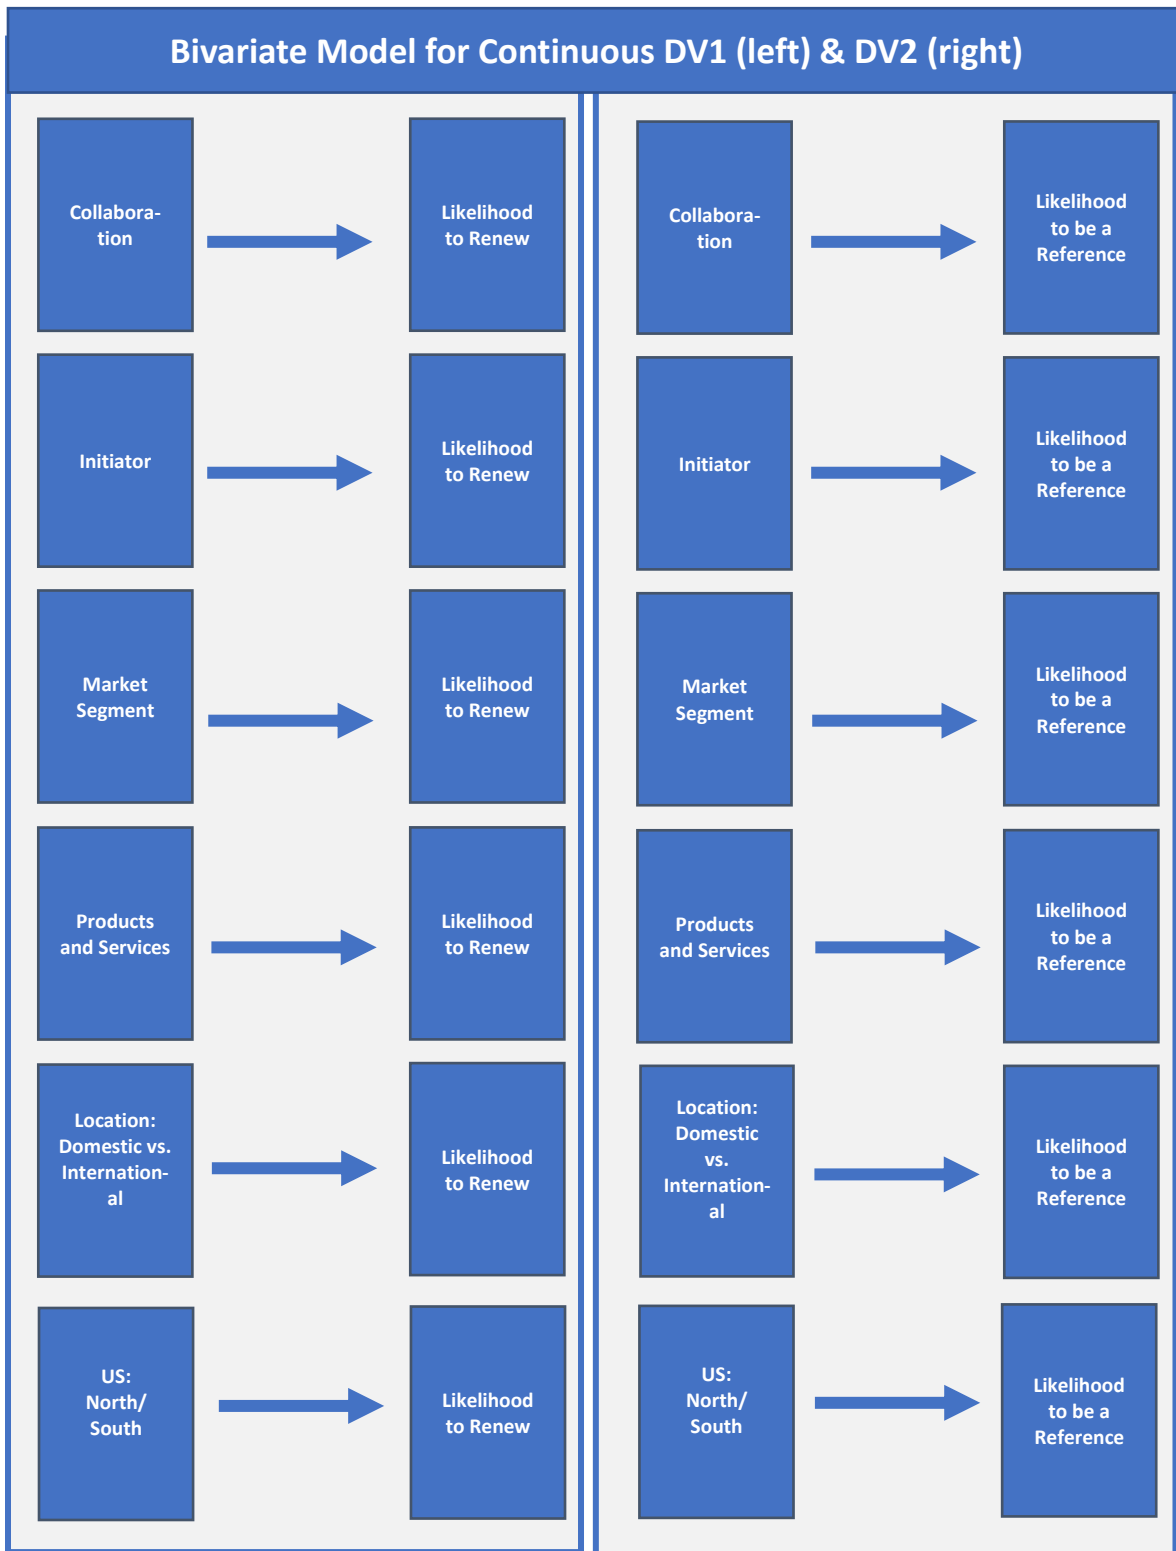 Bivariate Model for Continuous DV1 (left) & DV2 (right)
Collabora-
tion
Likelihood
to Renew
Collabora-
tion
Likelihood
to be a
Reference
Initiator
Likelihood
to Renew
Initiator
Likelihood
to be a
Reference
Market
Segment
Likelihood
to Renew
Market
Segment
Likelihood
to be a
Reference
Products
and Services
Likelihood
to Renew
Products
and Services
Likelihood
to be a
Reference
Location:
Domestic vs.
Internation-
al
Likelihood
to Renew
Location:
Domestic
vs.
Internation-
al
Likelihood
to be a
Reference
US:
North/
South
Likelihood
to Renew
US:
North/
South
Likelihood
to be a
Reference